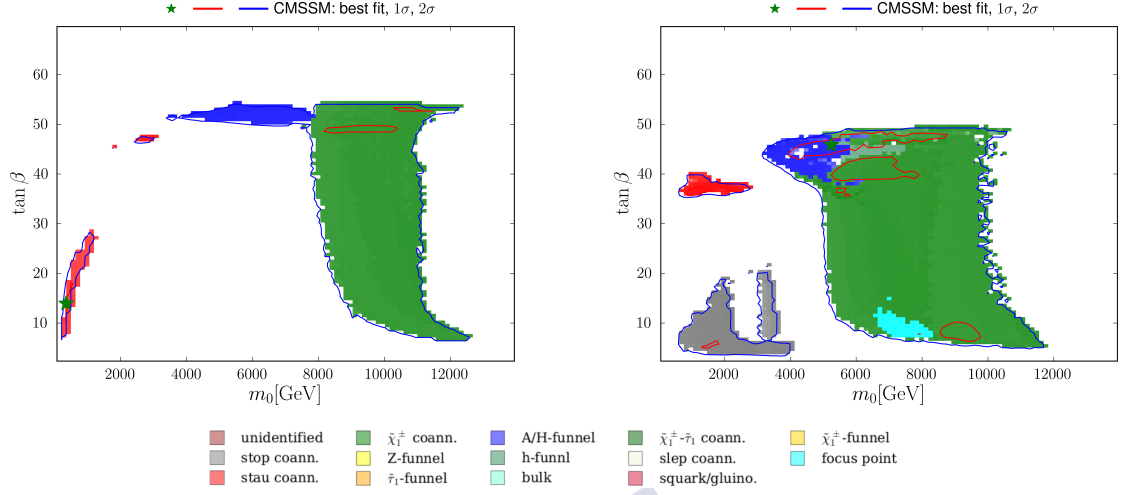 CMSSM: best fit, 1σ, 2σ
CMSSM: best fit, 1σ, 2σ
tan β
60
50
40
30
20
10
2000 4000 6000 8000 10000 12000
m₀[GeV]
tan β
60
50
40
30
20
10
2000 4000 6000 8000 10000 12000
m₀[GeV]
unidentified
stop coann.
stau coann.
χ̃₁± coann.
Z-funnel
τ̃₁-funnel
A/H-funnel
h-funnl
bulk
χ̃₁±-τ̃₁ coann.
slep coann.
squark/gluino.
χ̃₁±-funnel
focus point